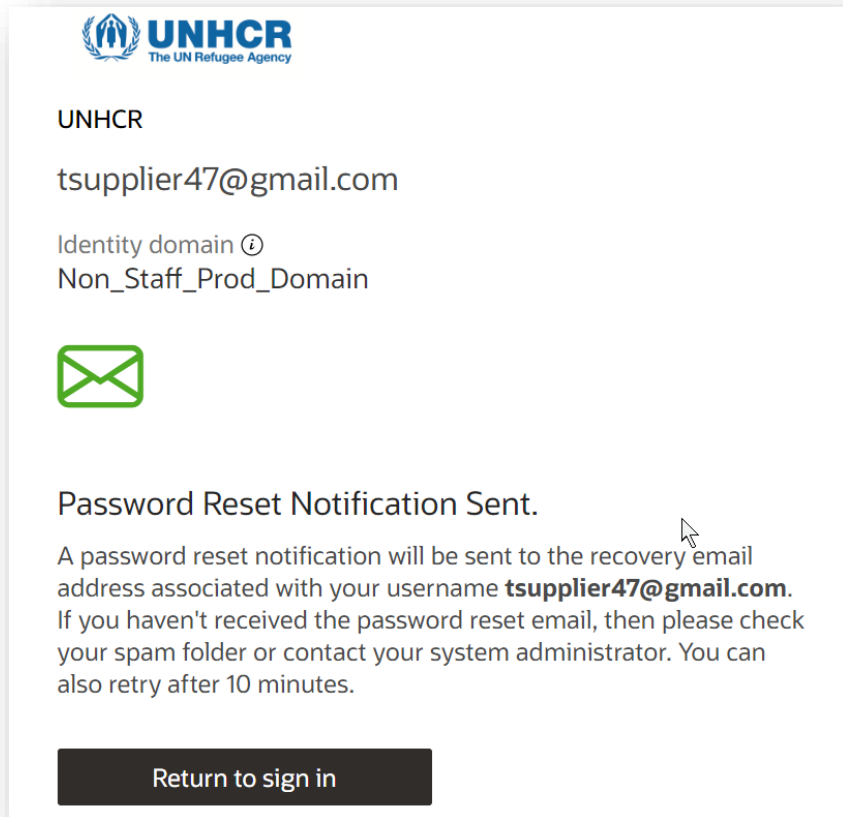 UNHCR
The UN Refugee Agency
UNHCR
tsupplier47@gmail.com
Identity domain
Non_Staff_Prod_Domain
Password Reset Notification Sent.
A password reset notification will be sent to the recovery email
address associated with your username tsupplier47@gmail.com.
If you haven't received the password reset email, then please check
your spam folder or contact your system administrator. You can
also retry after 10 minutes.
Return to sign in